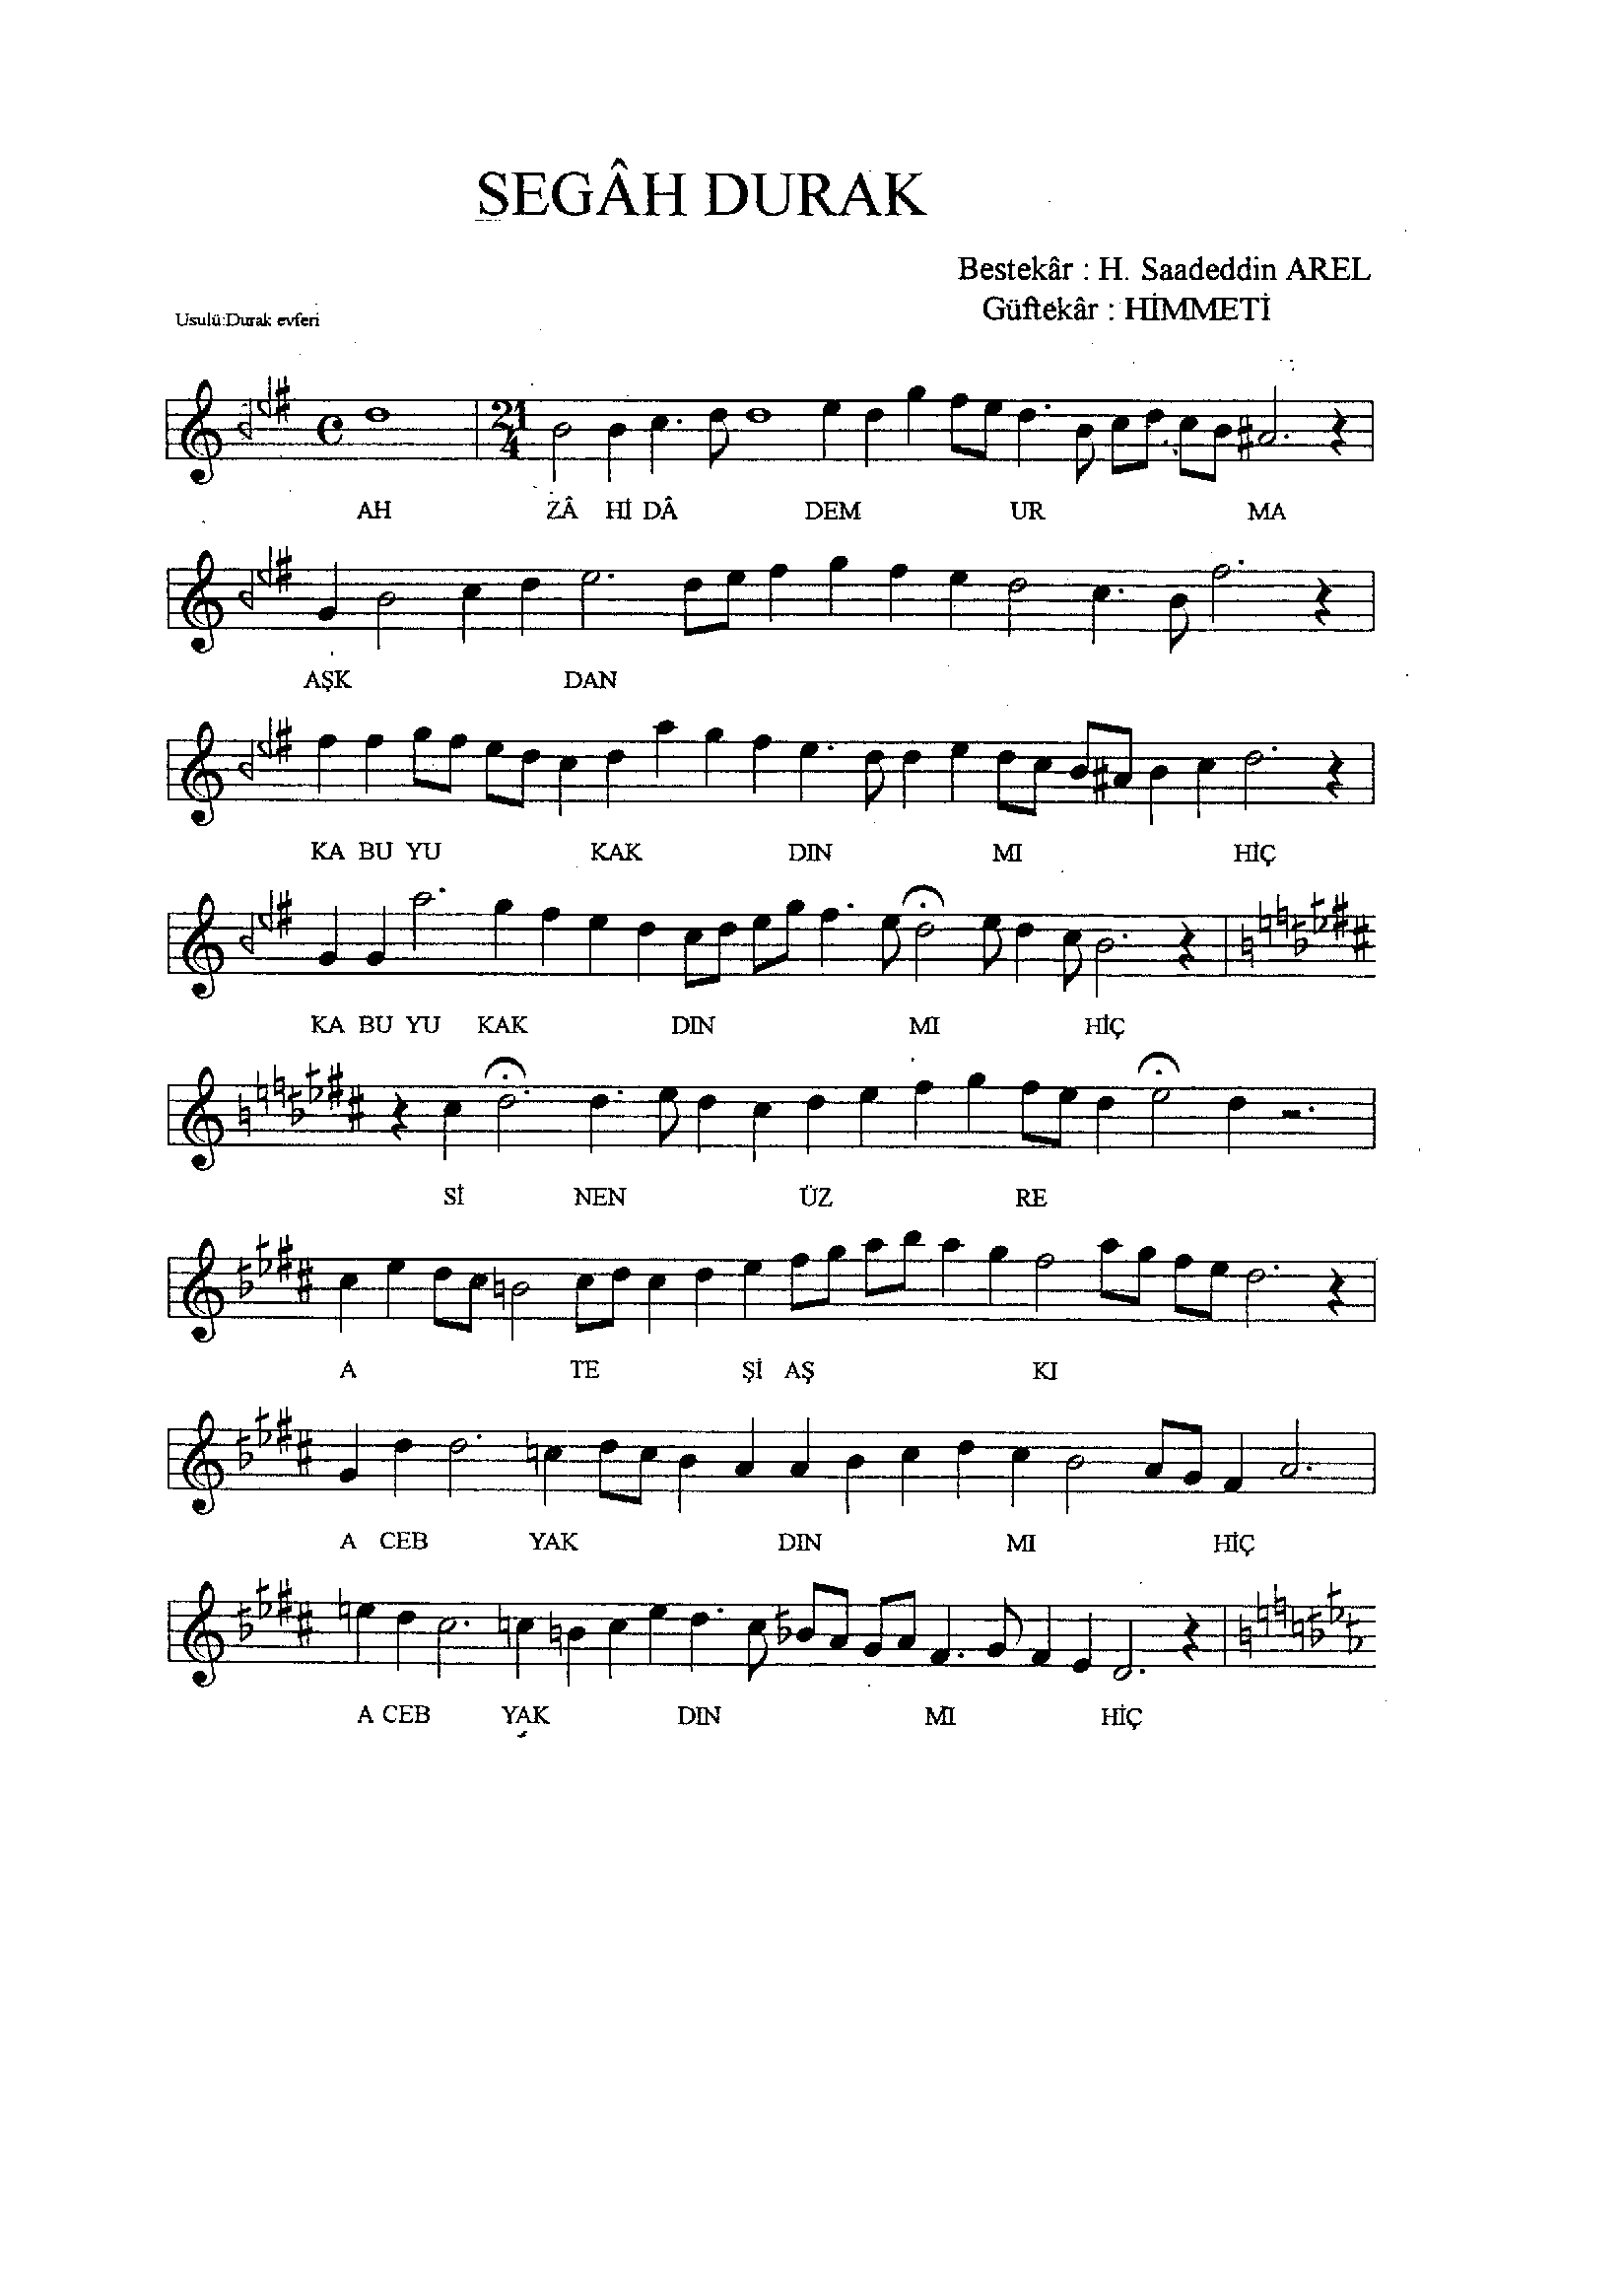 SEGÂH DURAK
Bestekâr : H. Saadeddin AREL
Güftekâr : HİMMETİ
Usulü:Durak evferi
21
4
AH ZÂ Hİ DÂ DEM UR MA
AŞK DAN
KA BU YU KAK DIN MI HİÇ
KA BU YU KAK DIN MI HİÇ
Sİ NEN ÜZ RE
A TE Şİ AŞ KI
A CEB YAK DIN MI HİÇ
A CEB YAK DIN MI HİÇ